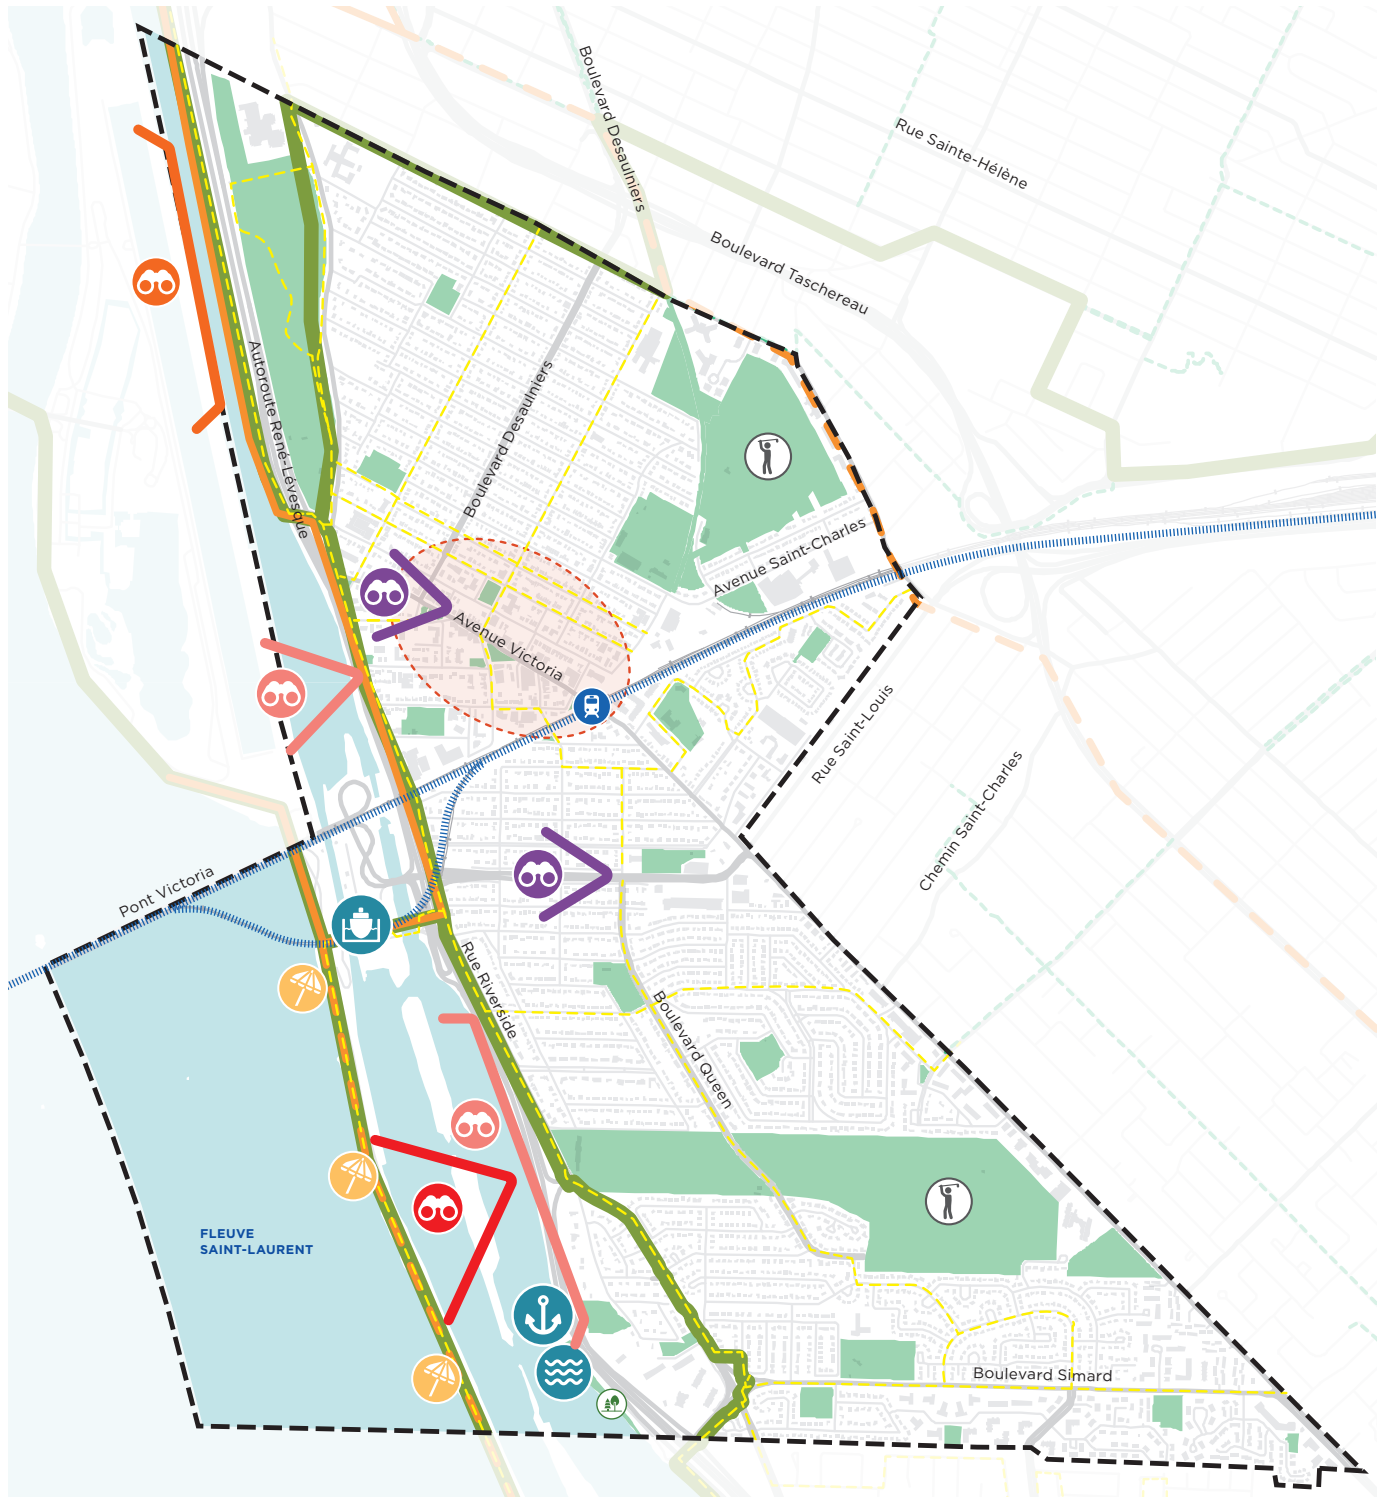 Boulevard Desaulniers
Rue Sainte-Hélène
Boulevard Taschereau
Autoroute René-Lévesque
Boulevard Desaulniers
Avenue Saint-Charles
Avenue Victoria
Rue Saint-Louis
Chemin Saint-Charles
Pont Victoria
Rue Riverside
Boulevard Queen
FLEUVE
SAINT-LAURENT
Boulevard Simard